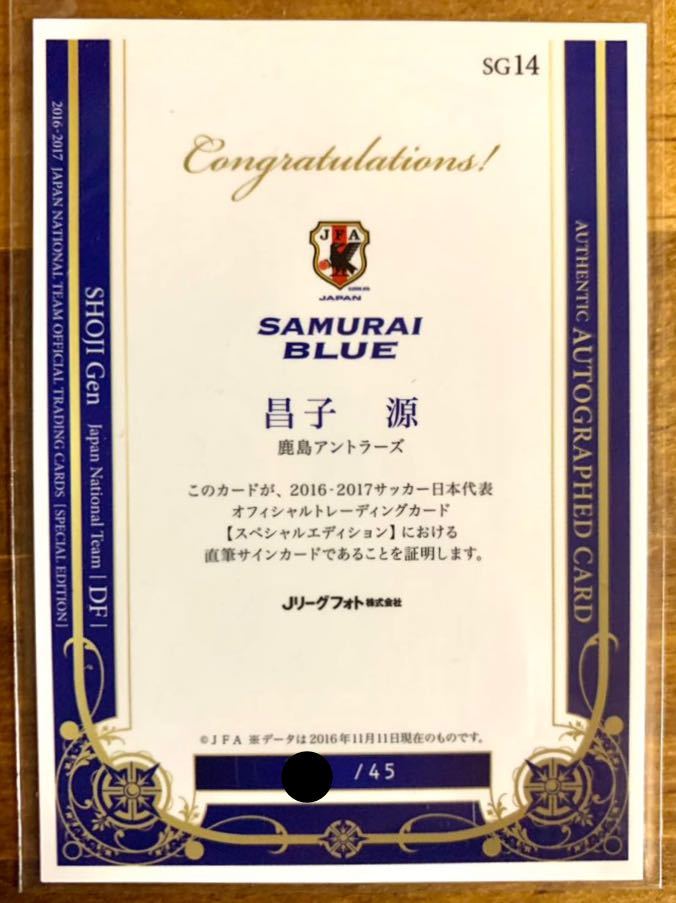 SG14
Congratulations!
JFA
JAPAN
SAMURAI
BLUE
昌子 源
鹿島アントラーズ
このカードが、2016-2017サッカー日本代表
オフィシャルトレーディングカード
【スペシャルエディション】における
直筆サインカードであることを証明します。
Jリーグフォト株式会社
©JFA ※データは2016年11月11日現在のものです。
/45
SHOJI Gen Japan National Team | DF |
2016-2017 JAPAN NATIONAL TEAM OFFICIAL TRADING CARDS [SPECIAL EDITION]
AUTHENTIC AUTOGRAPHED CARD